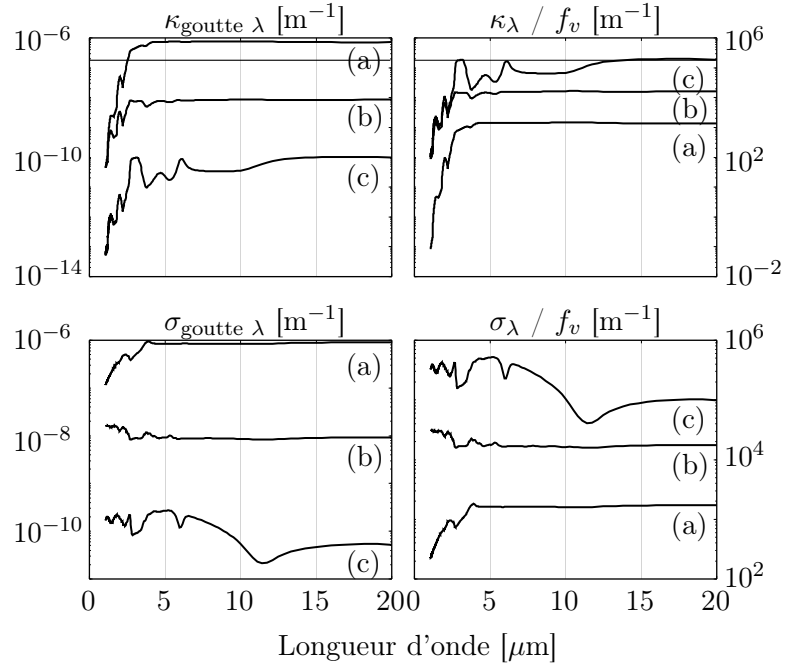 κgoutte λ [m−1]
κλ / fv [m−1]
10−6
10−10
10−14
(a)
(b)
(c)
106
102
10−2
(c)
(b)
(a)
σgoutte λ [m−1]
σλ / fv [m−1]
10−6
10−8
10−10
(a)
(b)
(c)
106
104
102
(c)
(b)
(a)
0 5 10 15 20
0 5 10 15 20
Longueur d'onde [μm]